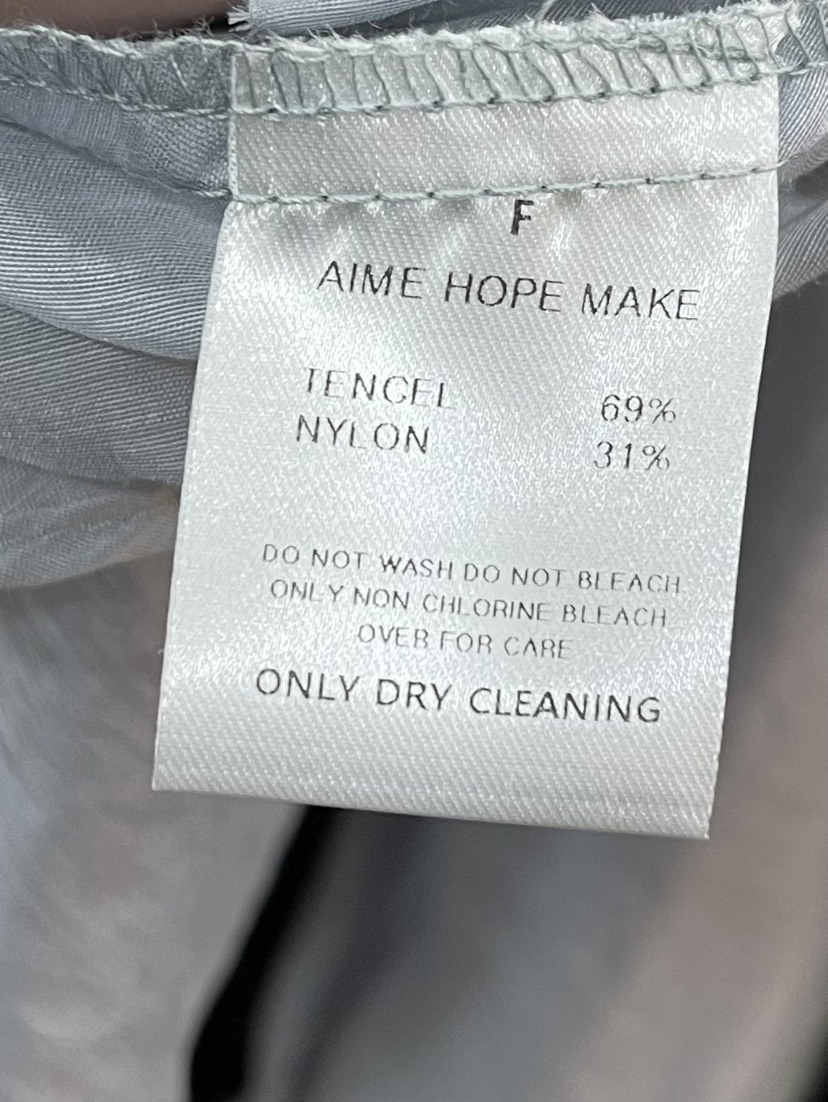 F
AIME HOPE MAKE
TENCEL 69%
NYLON 31%
DO NOT WASH DO NOT BLEACH
ONLY NON CHLORINE BLEACH
OVER FOR CARE
ONLY DRY CLEANING